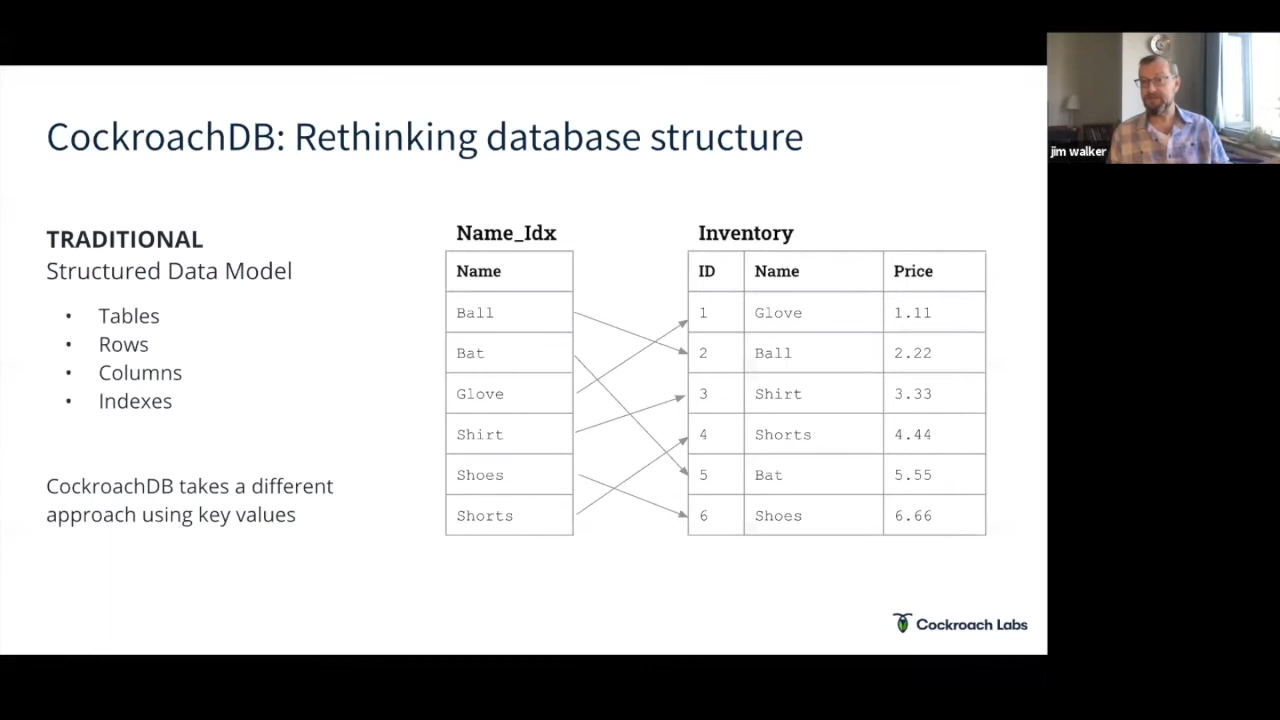 CockroachDB: Rethinking database structure
jim walker
TRADITIONAL
Structured Data Model
• Tables
• Rows
• Columns
• Indexes
CockroachDB takes a different
approach using key values
Name_Idx
Name
Ball
Bat
Glove
Shirt
Shoes
Shorts
Inventory
ID Name Price
1 Glove 1.11
2 Ball 2.22
3 Shirt 3.33
4 Shorts 4.44
5 Bat 5.55
6 Shoes 6.66
Cockroach Labs